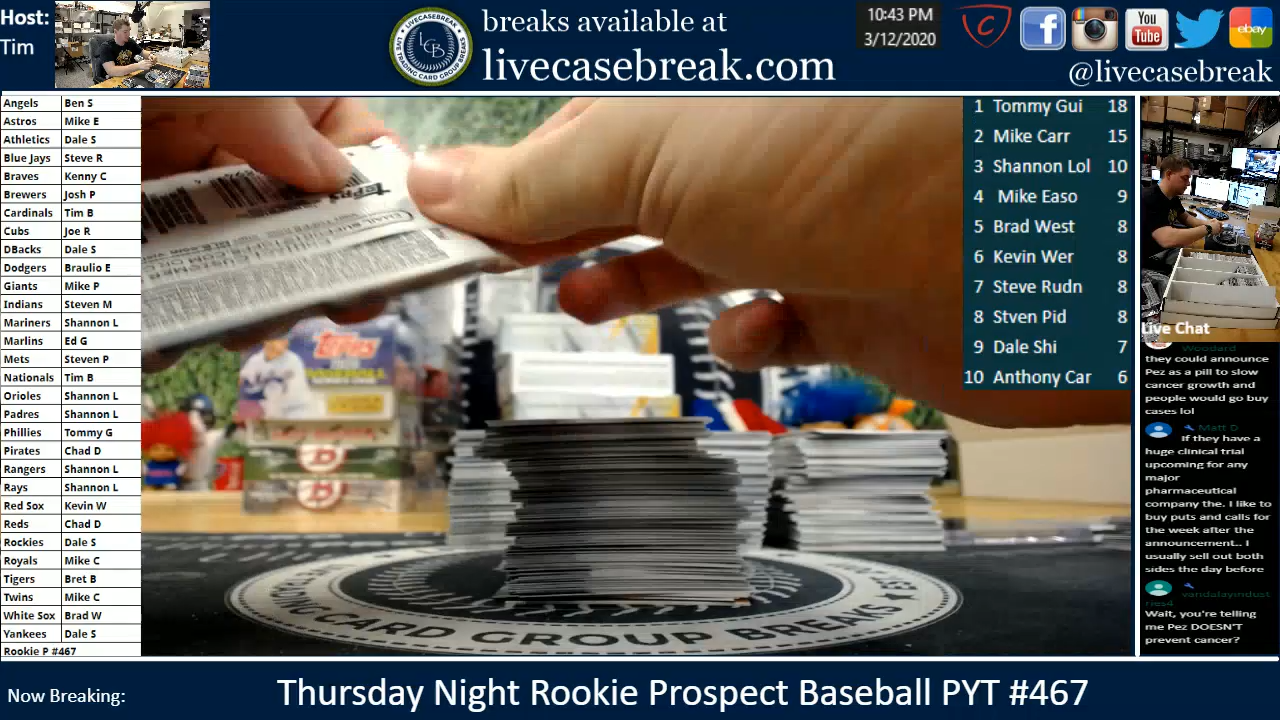 Host:
Tim
breaks available at
livecasebreak.com
10:43 PM
3/12/2020
You
Tube
ebay
@livecasebreak
Angels Ben S
Astros Mike E
Athletics Dale S
Blue Jays Steve R
Braves Kenny C
Brewers Josh P
Cardinals Tim B
Cubs Joe R
DBacks Dale S
Dodgers Braulio E
Giants Mike P
Indians Steven M
Mariners Shannon L
Marlins Ed G
Mets Steven P
Nationals Tim B
Orioles Shannon L
Padres Shannon L
Phillies Tommy G
Pirates Chad D
Rangers Shannon L
Rays Shannon L
Red Sox Kevin W
Reds Chad D
Rockies Dale S
Royals Mike C
Tigers Bret B
Twins Mike C
White Sox Brad W
Yankees Dale S
Rookie P #467
Topps
CARD GROUP BREAKS
1 Tommy Gui 18
2 Mike Carr 15
3 Shannon Lol 10
4 Mike Easo 9
5 Brad West 8
6 Kevin Wer 8
7 Steve Rudn 8
8 Stven Pid 8
9 Dale Shi 7
10 Anthony Car 6
Live Chat
Woodard
they could announce
Pez as a pill to slow
cancer growth and
people would go buy
cases lol
Matt D
If they have a
huge clinical trial
upcoming for any
major
pharmaceutical
company the. I like to
buy puts and calls for
the week after the
announcement.. I
usually sell out both
sides the day before
vandalayindust
ries4
Wait, you're telling
me Pez DOESN'T
prevent cancer?
Now Breaking:
Thursday Night Rookie Prospect Baseball PYT #467